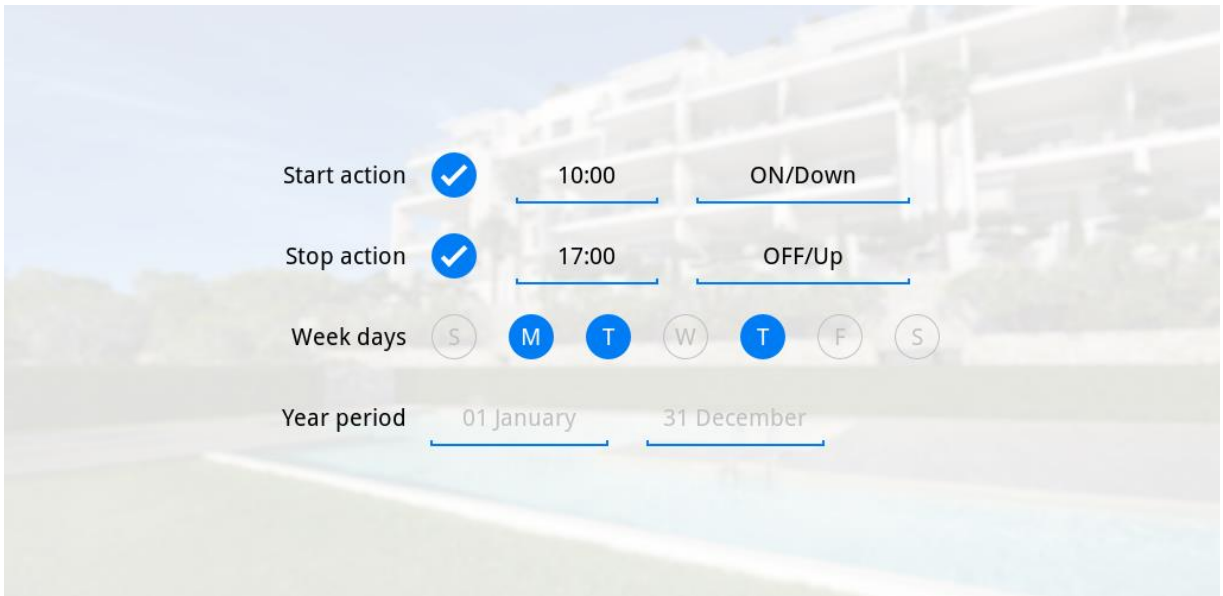 Start action 10:00 ON/Down
Stop action 17:00 OFF/Up
Week days S M T W T F S
Year period 01 January 31 December